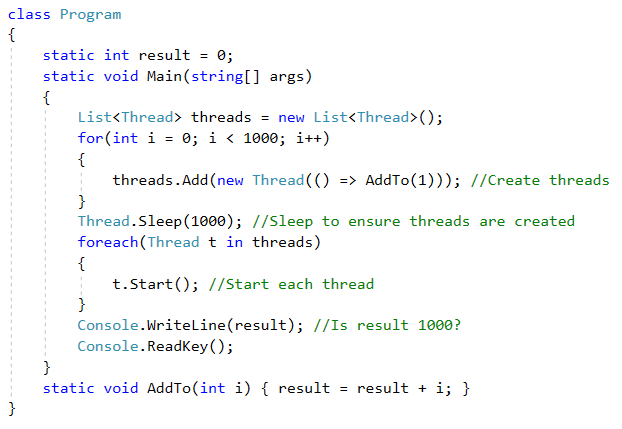 class Program
{
    static int result = 0;
    static void Main(string[] args)
    {
        List<Thread> threads = new List<Thread>();
        for(int i = 0; i < 1000; i++)
        {
            threads.Add(new Thread(() => AddTo(1))); //Create threads
        }
        Thread.Sleep(1000); //Sleep to ensure threads are created
        foreach(Thread t in threads)
        {
            t.Start(); //Start each thread
        }
        Console.WriteLine(result); //Is result 1000?
        Console.ReadKey();
    }
    static void AddTo(int i) { result = result + i; }
}